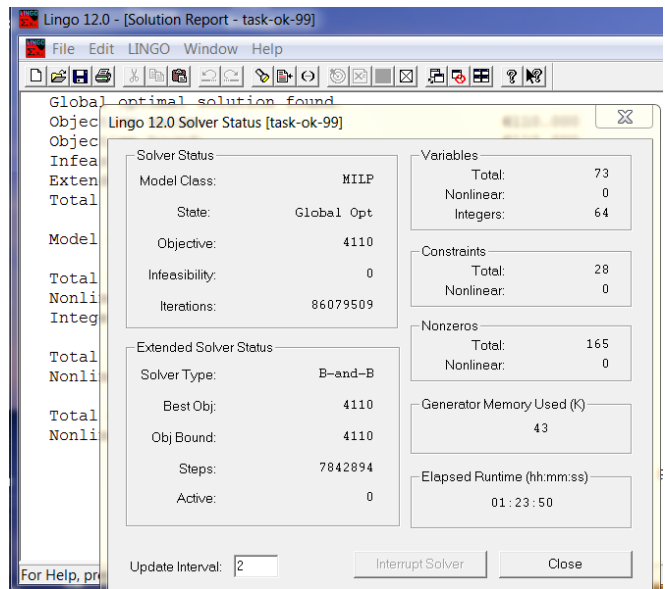 Lingo 12.0 - [Solution Report - task-ok-99]
File Edit LINGO Window Help
Global optimal solution found
Objec
Objec
Infea
Exten
Total
Model
Total
Nonli
Integ
Total
Nonli
Total
Nonli
Lingo 12.0 Solver Status [task-ok-99]
Solver Status
Model Class: MILP
State: Global Opt
Objective: 4110
Infeasibility: 0
Iterations: 86079509
Extended Solver Status
Solver Type: B-and-B
Best Obj: 4110
Obj Bound: 4110
Steps: 7842894
Active: 0
Update Interval: 2
Variables
Total: 73
Nonlinear: 0
Integers: 64
Constraints
Total: 28
Nonlinear: 0
Nonzeros
Total: 165
Nonlinear: 0
Generator Memory Used (K)
43
Elapsed Runtime (hh:mm:ss)
01:23:50
Interrupt Solver
Close
For Help, pr